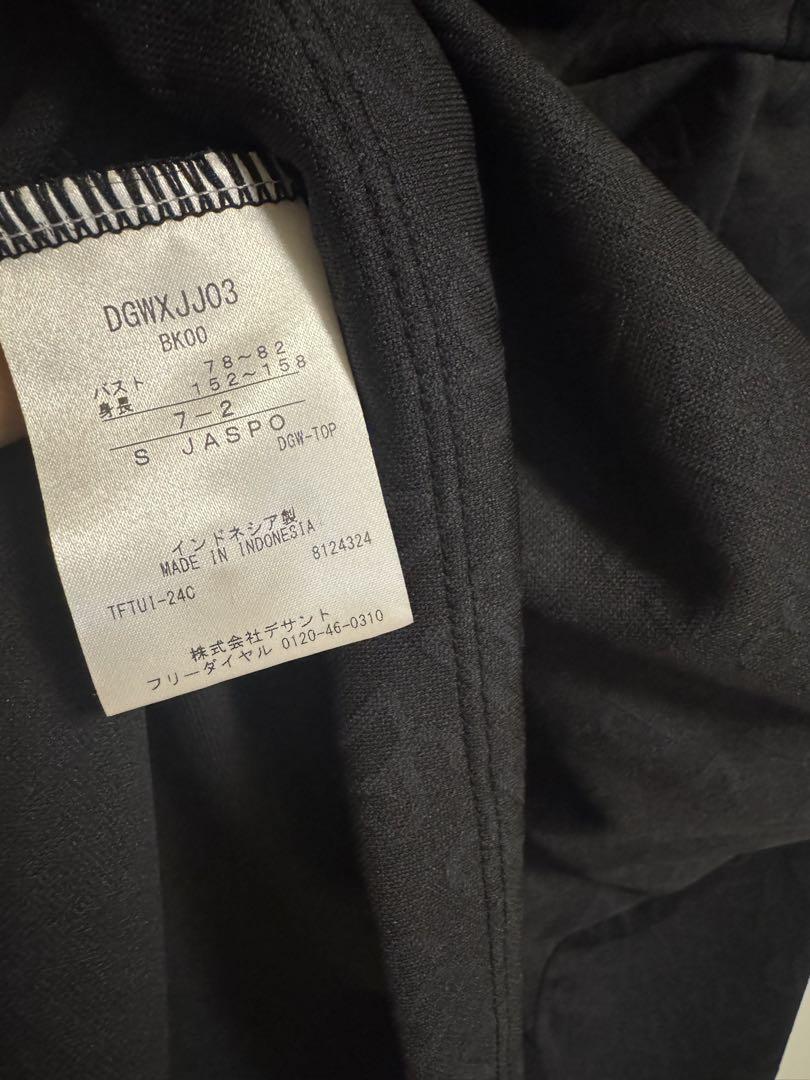 DGWXJJ03
BK00
バスト 78～82
身長 152～158
7-2
S JASPO
DGW-TOP
インドネシア製
MADE IN INDONESIA
8124324
TFTUI-24C
株式会社デサント
フリーダイヤル 0120-46-0310